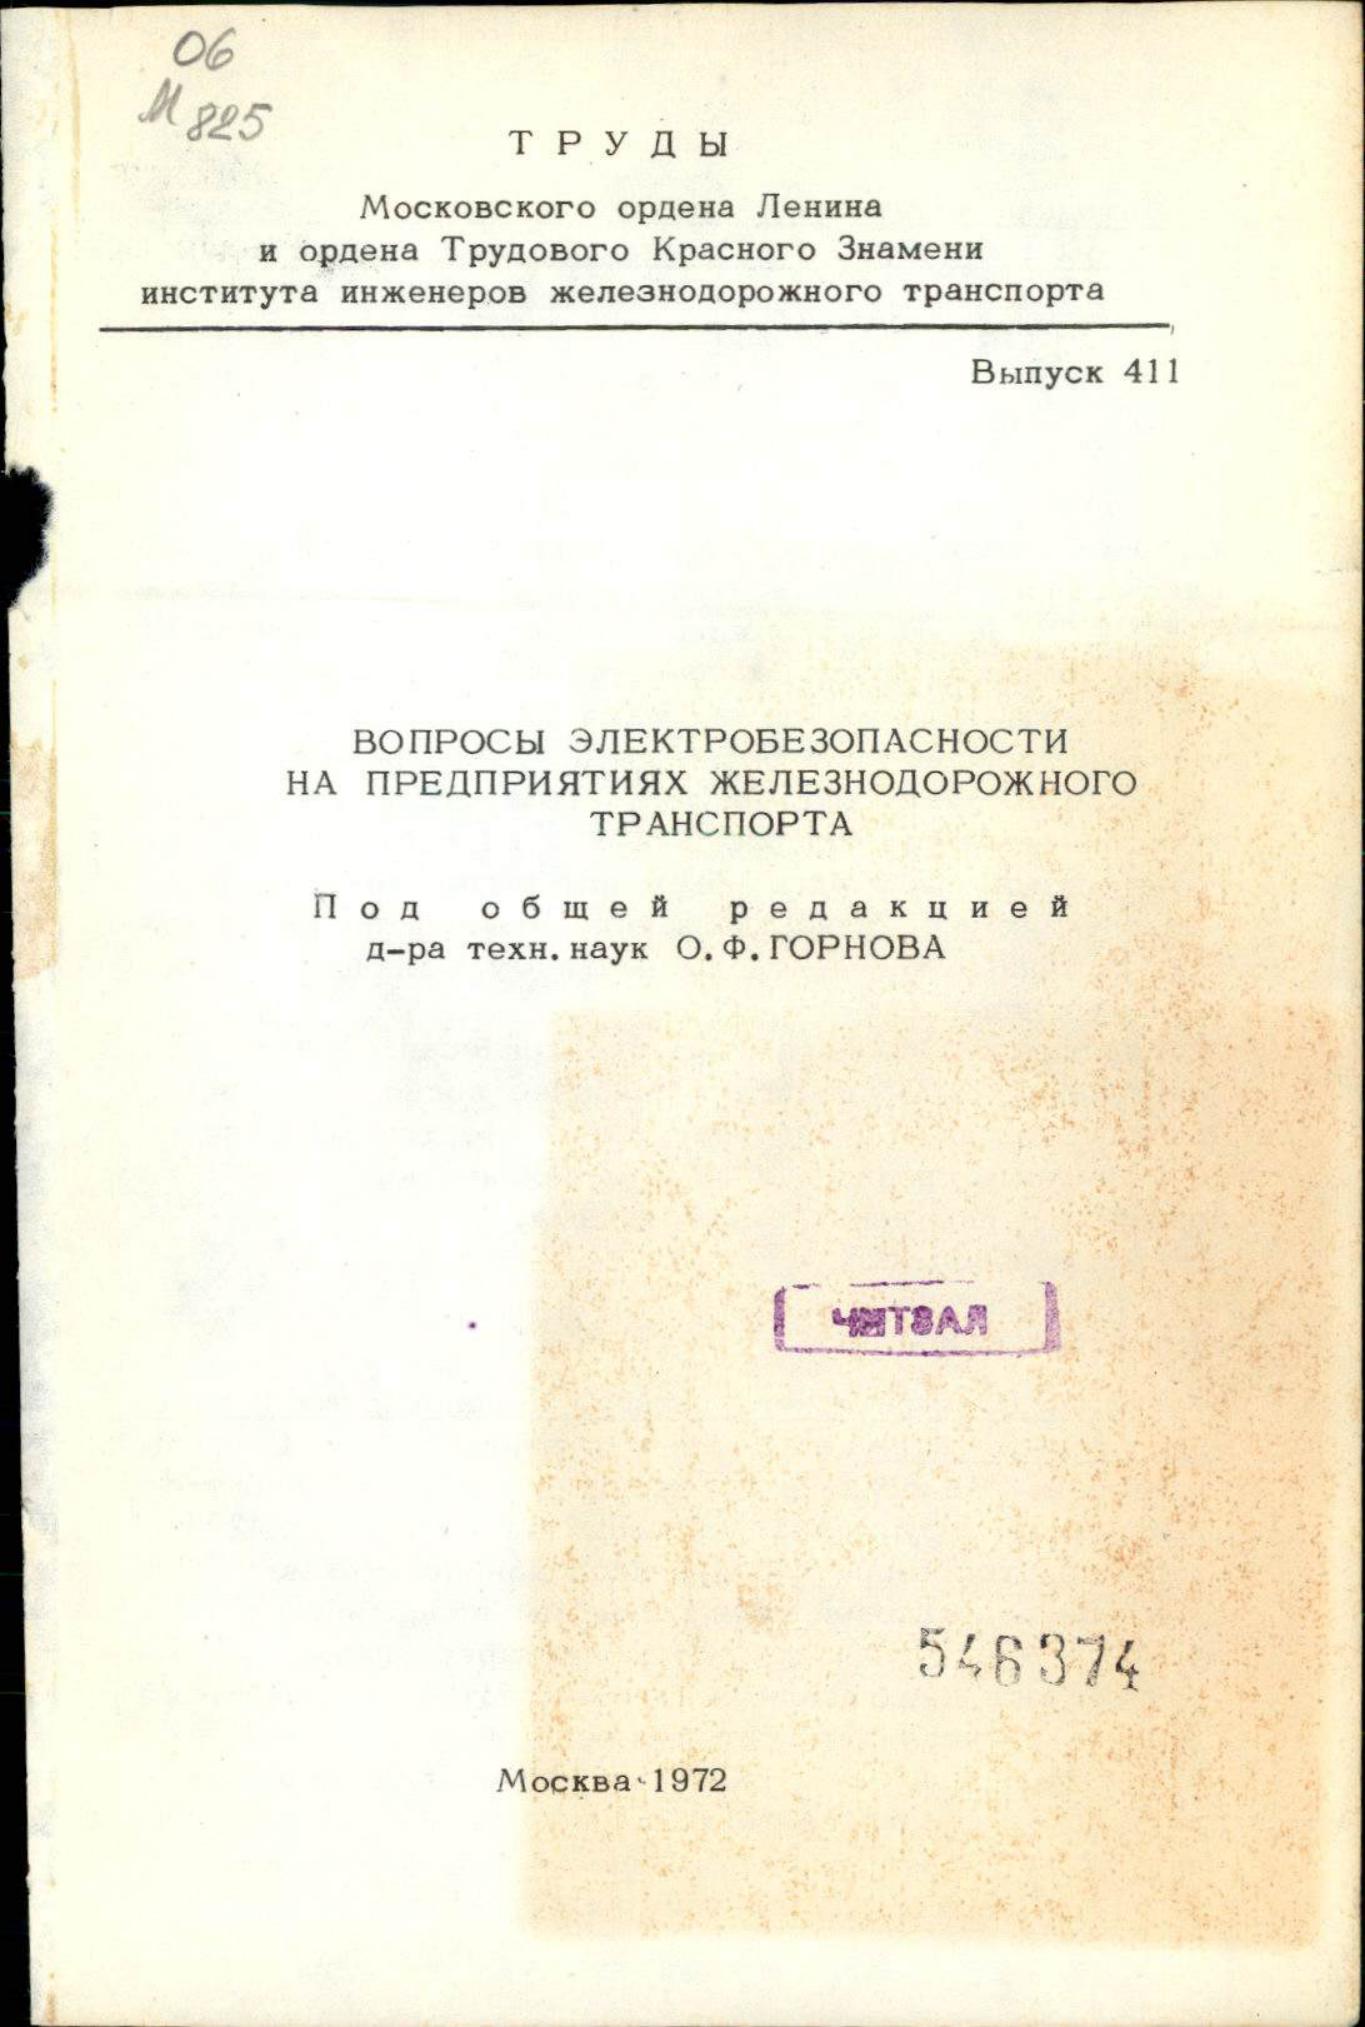 06
М 825
ТРУДЫ
Московского ордена Ленина
и ордена Трудового Красного Знамени
института инженеров железнодорожного транспорта
Выпуск 411
ВОПРОСЫ ЭЛЕКТРОБЕЗОПАСНОСТИ
НА ПРЕДПРИЯТИЯХ ЖЕЛЕЗНОДОРОЖНОГО
ТРАНСПОРТА
Под общей редакцией
д-ра техн. наук О. Ф. ГОРНОВА
ЧИТЗАЛ
546374
Москва 1972